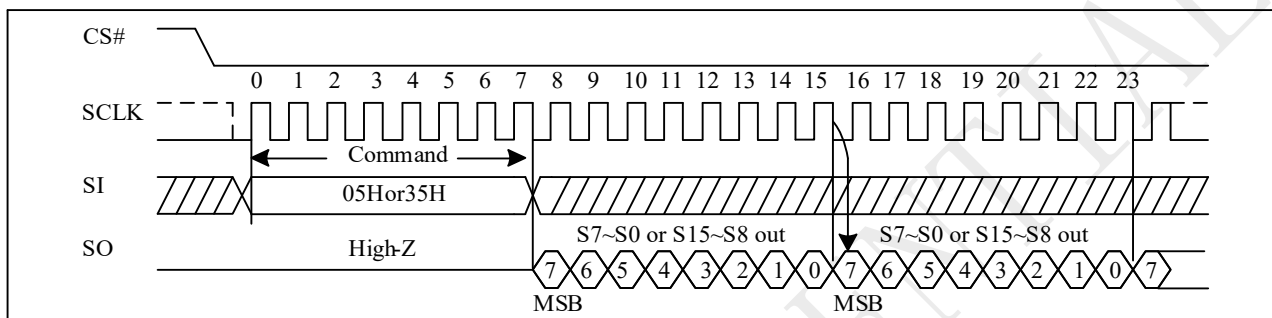 CS#
0 1 2 3 4 5 6 7 8 9 10 11 12 13 14 15 16 17 18 19 20 21 22 23
SCLK
Command
SI
05Hor35H
S7~S0 or S15~S8 out S7~S0 or S15~S8 out
SO
High-Z
7 6 5 4 3 2 1 0 7 6 5 4 3 2 1 0 7
MSB MSB